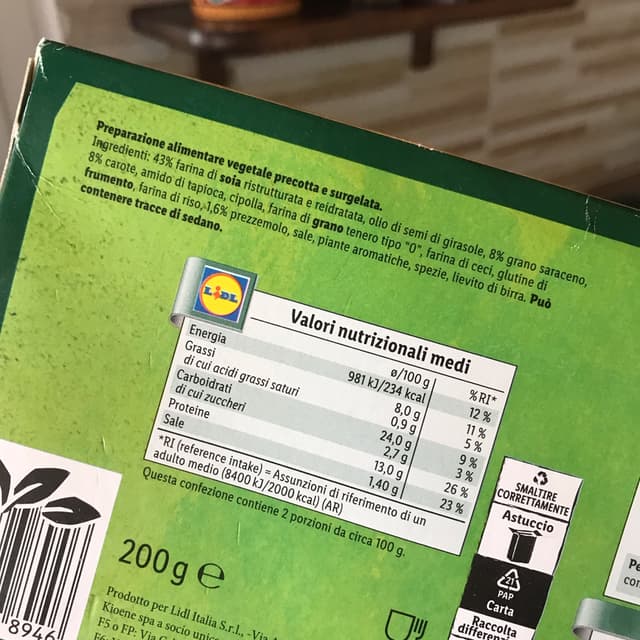 Preparazione alimentare vegetale precotta e surgelata.
Ingredienti: 43% farina di soia ristrutturata e reidratata, olio di semi di girasole, 8% grano saraceno,
8% carote, amido di tapioca, cipolla, farina di grano tenero tipo "0", farina di ceci, glutine di
frumento, farina di riso, 1,6% prezzemolo, sale, piante aromatiche, spezie, lievito di birra. Può
contenere tracce di sedano.
LIDL
Valori nutrizionali medi
ø/100 g %RI*
Energia 981 kJ/234 kcal 12 %
Grassi 8,0 g 11 %
di cui acidi grassi saturi 0,9 g 5 %
Carboidrati 24,0 g 9 %
di cui zuccheri 2,7 g 3 %
Proteine 13,0 g 26 %
Sale 1,40 g 23 %
*RI (reference intake) = Assunzioni di riferimento di un
adulto medio (8400 kJ/2000 kcal) (AR)
Questa confezione contiene 2 porzioni da circa 100 g.
200 g e
Prodotto per Lidl Italia S.r.l., - Via
Kioene spa a socio
F5 o FP: Via
8946
SMALTIRE
CORRETTAMENTE
Astuccio
21
PAP
Carta
Raccolta